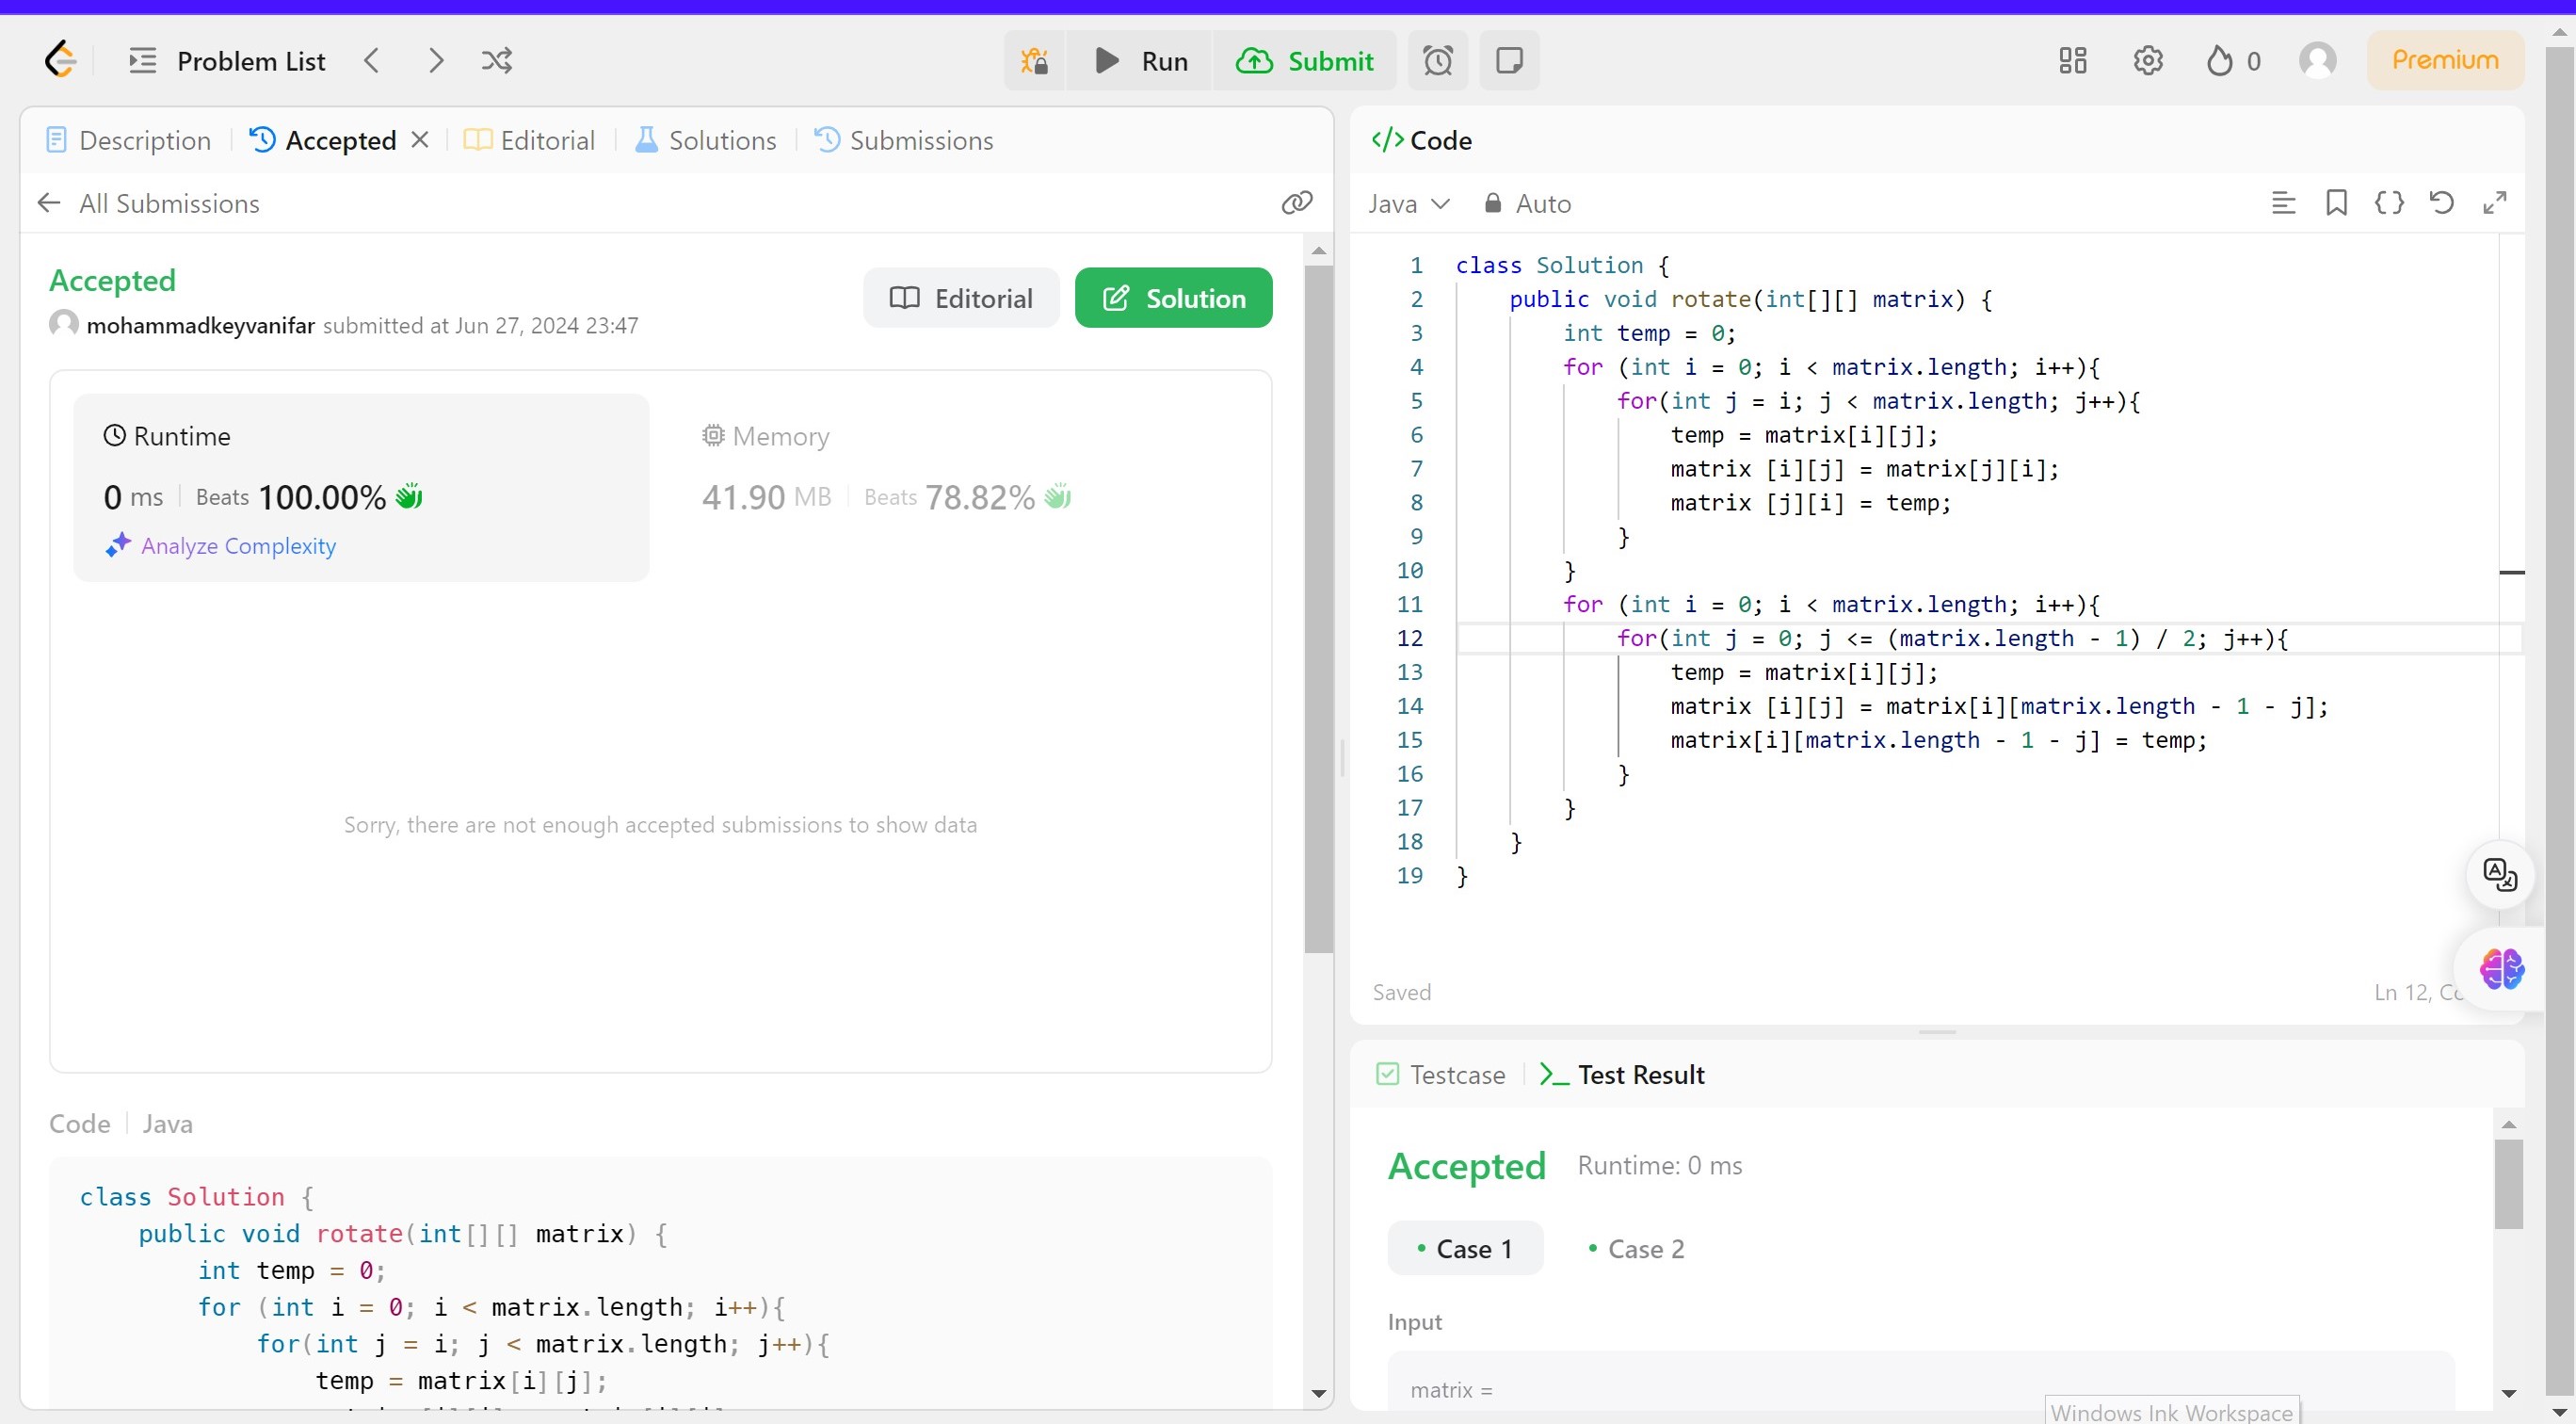 Problem List
Run
Submit
0
Premium
Description
Accepted
Editorial
Solutions
Submissions
All Submissions
Accepted
mohammadkeyvanifar submitted at Jun 27, 2024 23:47
Editorial
Solution
Runtime
0 ms
Beats 100.00%
Analyze Complexity
Memory
41.90 MB
Beats 78.82%
Sorry, there are not enough accepted submissions to show data
Code
Java
class Solution {
    public void rotate(int[][] matrix) {
        int temp = 0;
        for (int i = 0; i < matrix.length; i++){
            for(int j = i; j < matrix.length; j++){
                temp = matrix[i][j];
</> Code
Java
Auto
1 class Solution {
2     public void rotate(int[][] matrix) {
3         int temp = 0;
4         for (int i = 0; i < matrix.length; i++){
5             for(int j = i; j < matrix.length; j++){
6                 temp = matrix[i][j];
7                 matrix [i][j] = matrix[j][i];
8                 matrix [j][i] = temp;
9             }
10         }
11         for (int i = 0; i < matrix.length; i++){
12             for(int j = 0; j <= (matrix.length - 1) / 2; j++){
13                 temp = matrix[i][j];
14                 matrix [i][j] = matrix[i][matrix.length - 1 - j];
15                 matrix[i][matrix.length - 1 - j] = temp;
16             }
17         }
18     }
19 }
Saved
Ln 12,
Testcase
Test Result
Accepted
Runtime: 0 ms
Case 1
Case 2
Input
matrix =
Windows Ink Workspace